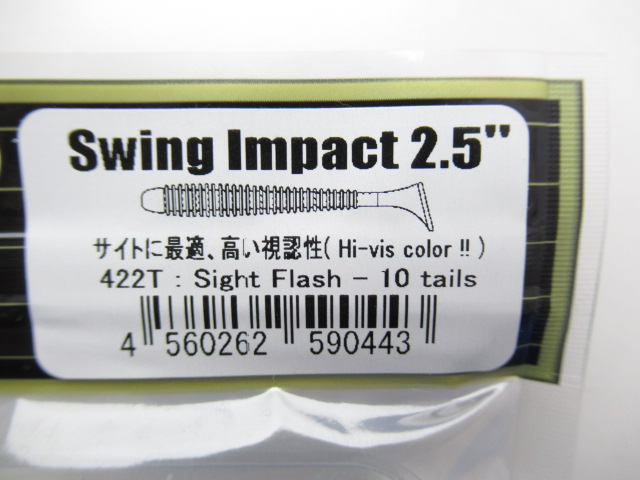 Swing Impact 2.5"
サイトに最適、高い視認性( Hi-vis color !! )
422T : Sight Flash - 10 tails
4 560262 590443